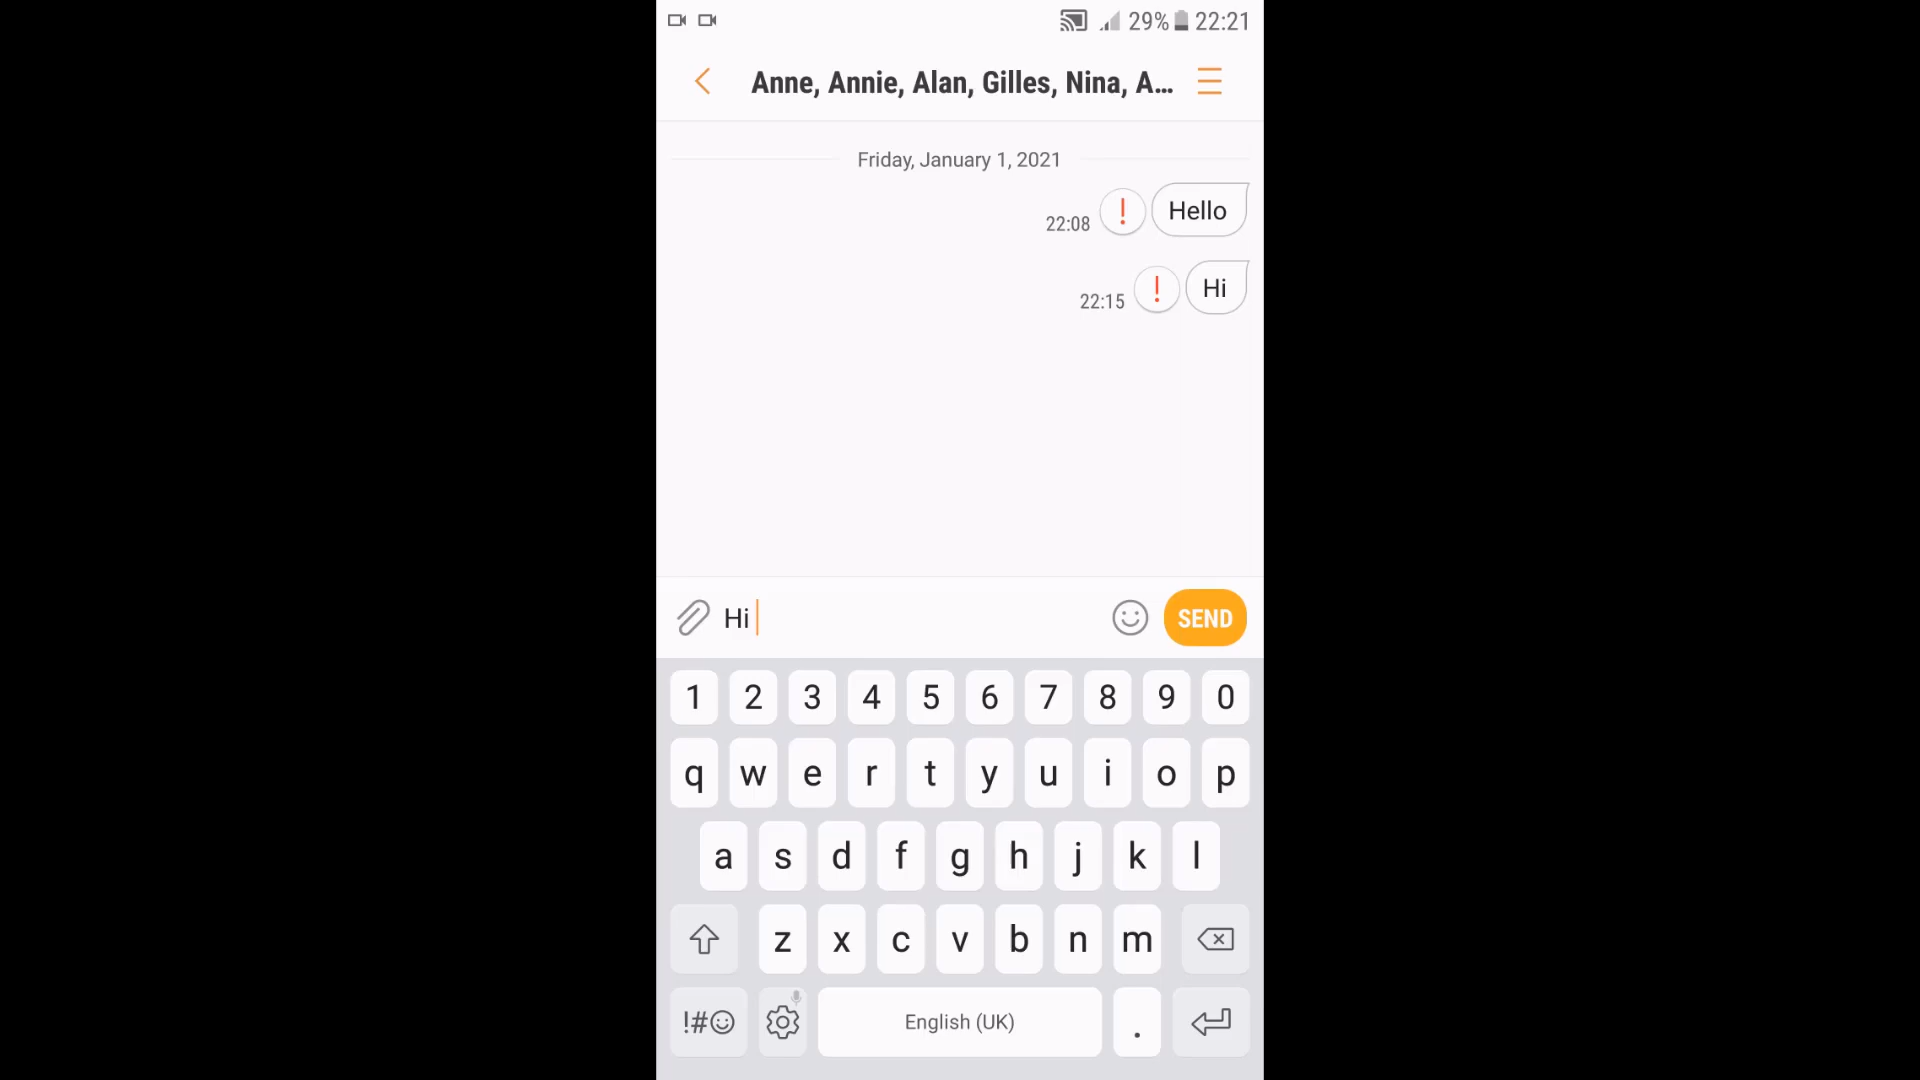 29% 22:21
Anne, Annie, Alan, Gilles, Nina, A...
Friday, January 1, 2021
22:08 ! Hello
22:15 ! Hi
Hi SEND
1 2 3 4 5 6 7 8 9 0
q w e r t y u i o p
a s d f g h j k l
z x c v b n m
!#☺ English (UK) .